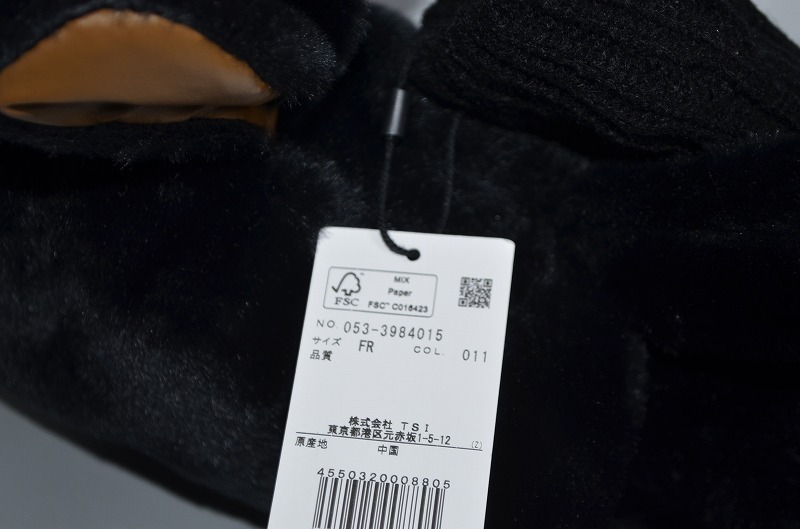 FSC™
MIX
Paper
FSC™ C016423
NO. 053-3984015
サイズ FR COL. 011
品質
株式会社 TSI
東京都港区元赤坂1-5-12 (Z)
原産地 中国
4550320008805